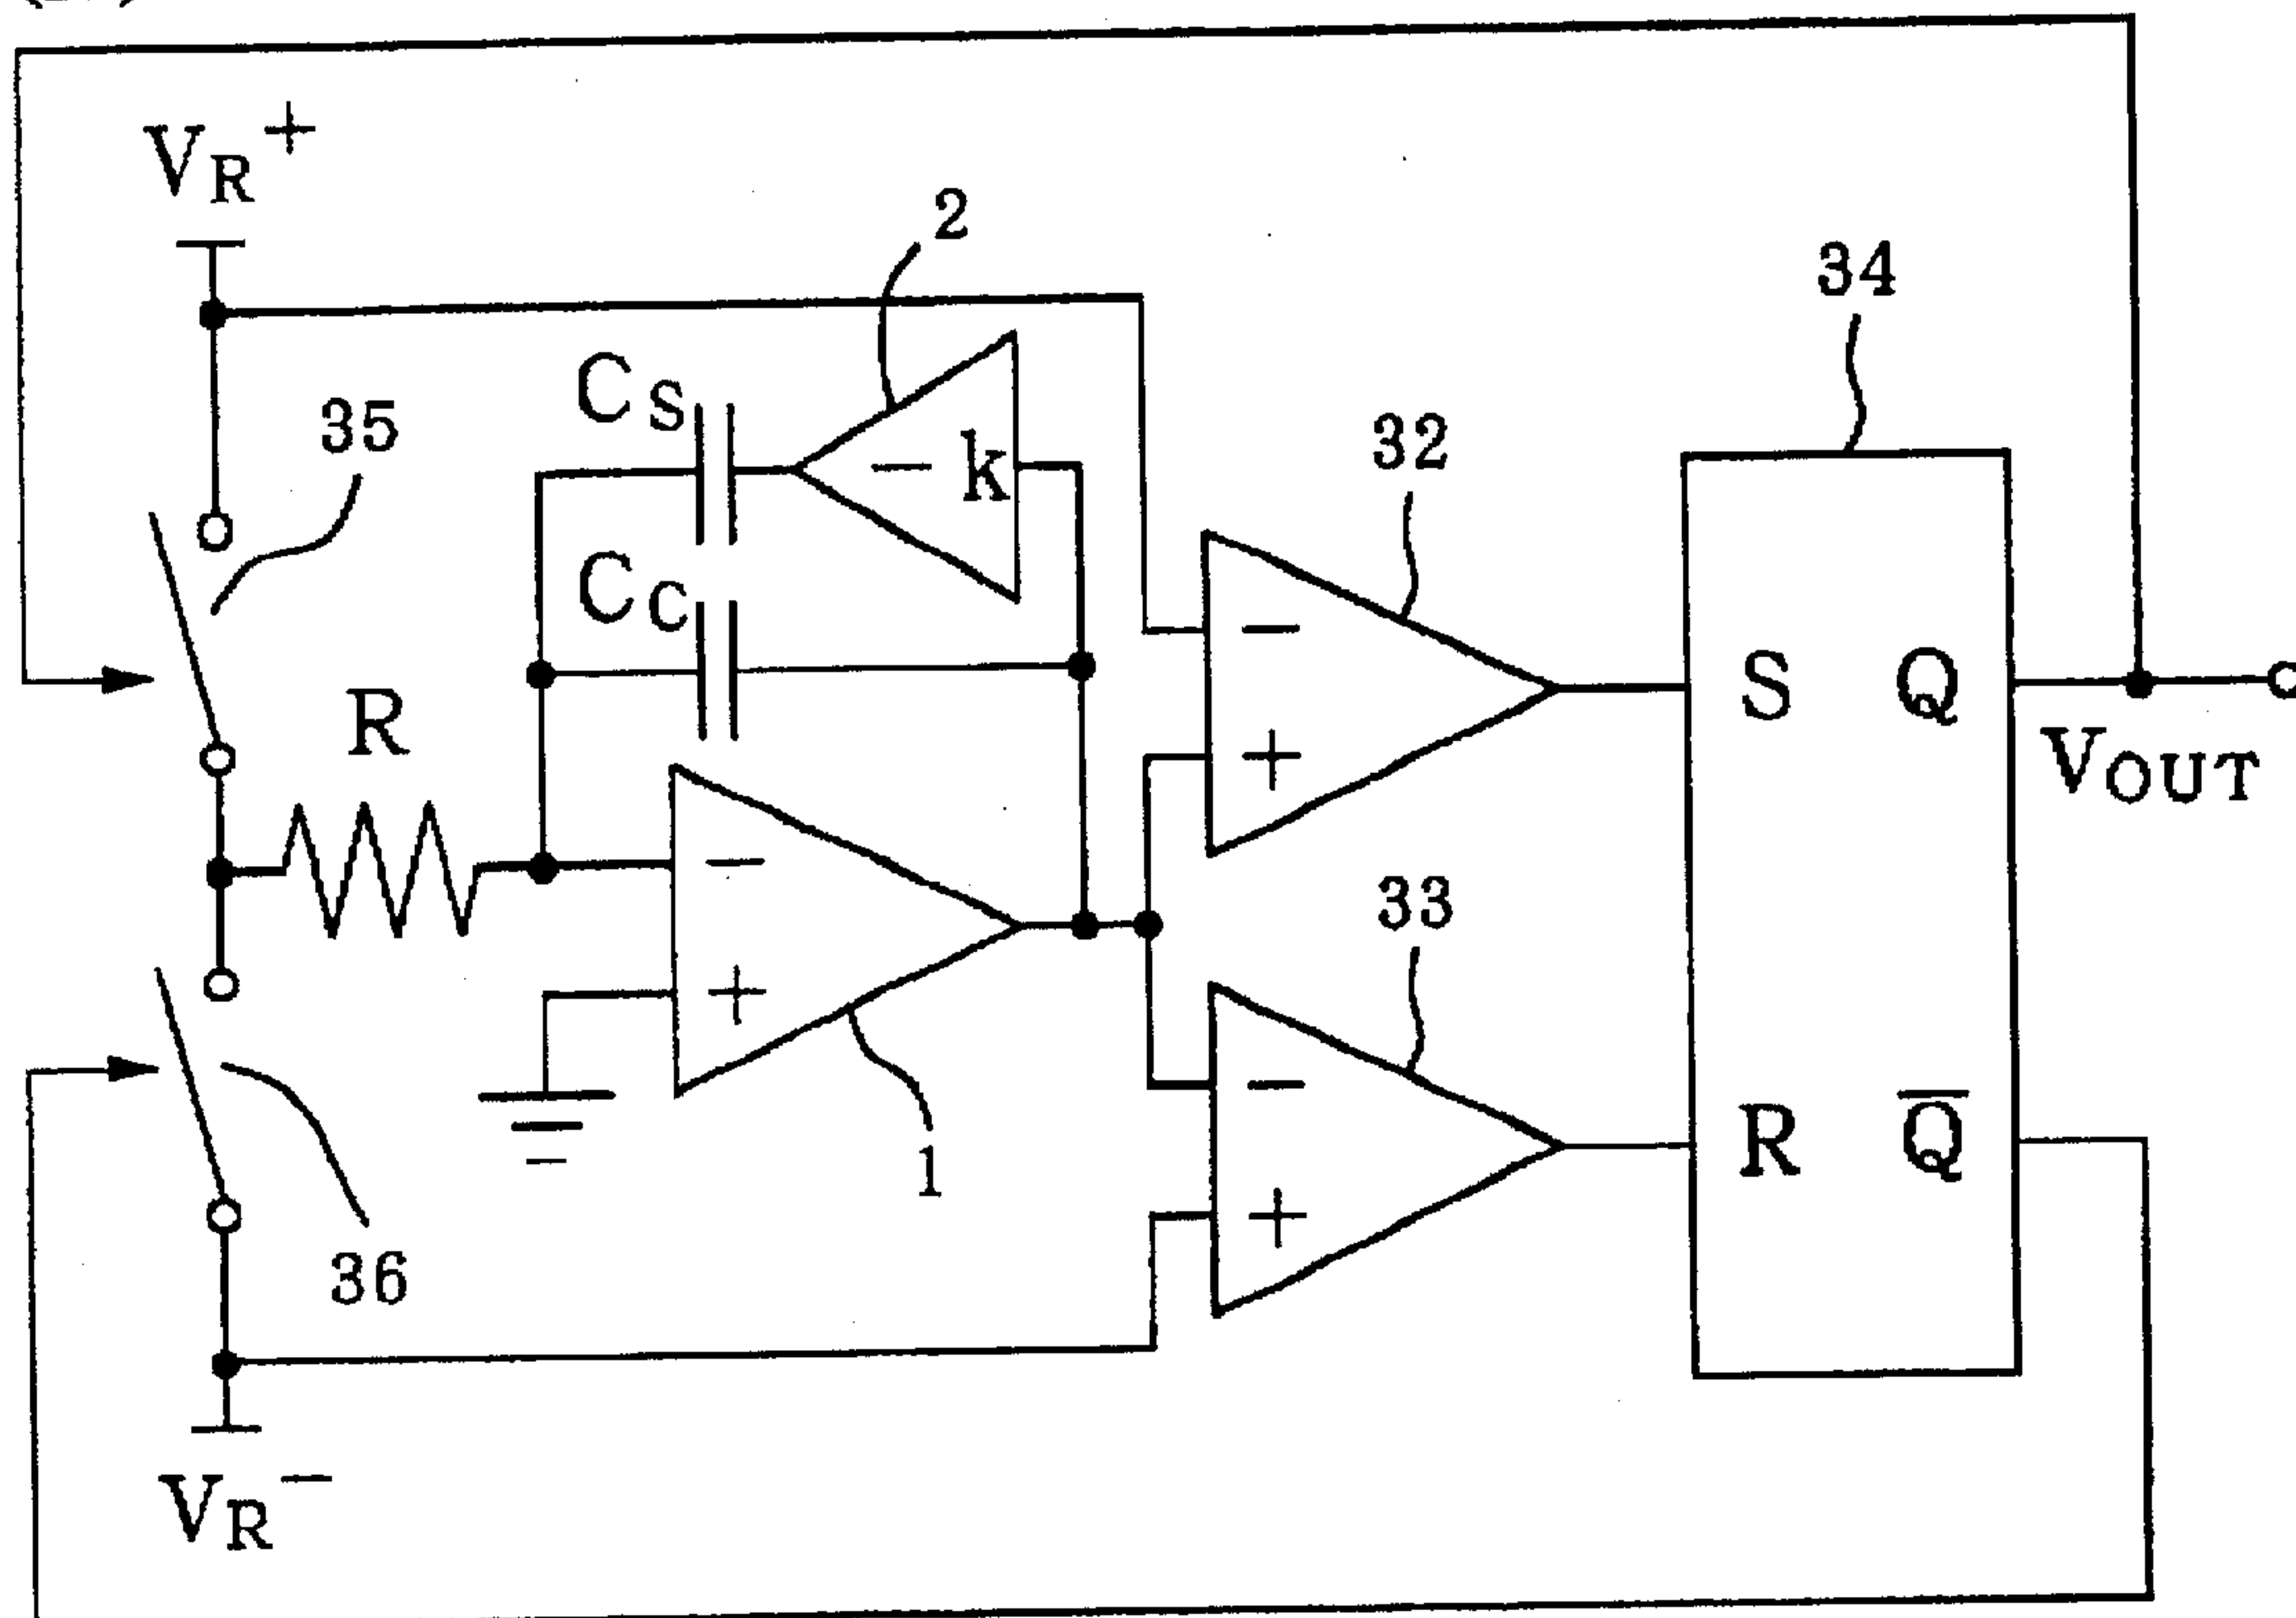 VR+
2
34
CS
35
32
- k
CC
-
S Q
R
+
VOUT
-
33
+
-
R Q̅
1
+
36
VR-